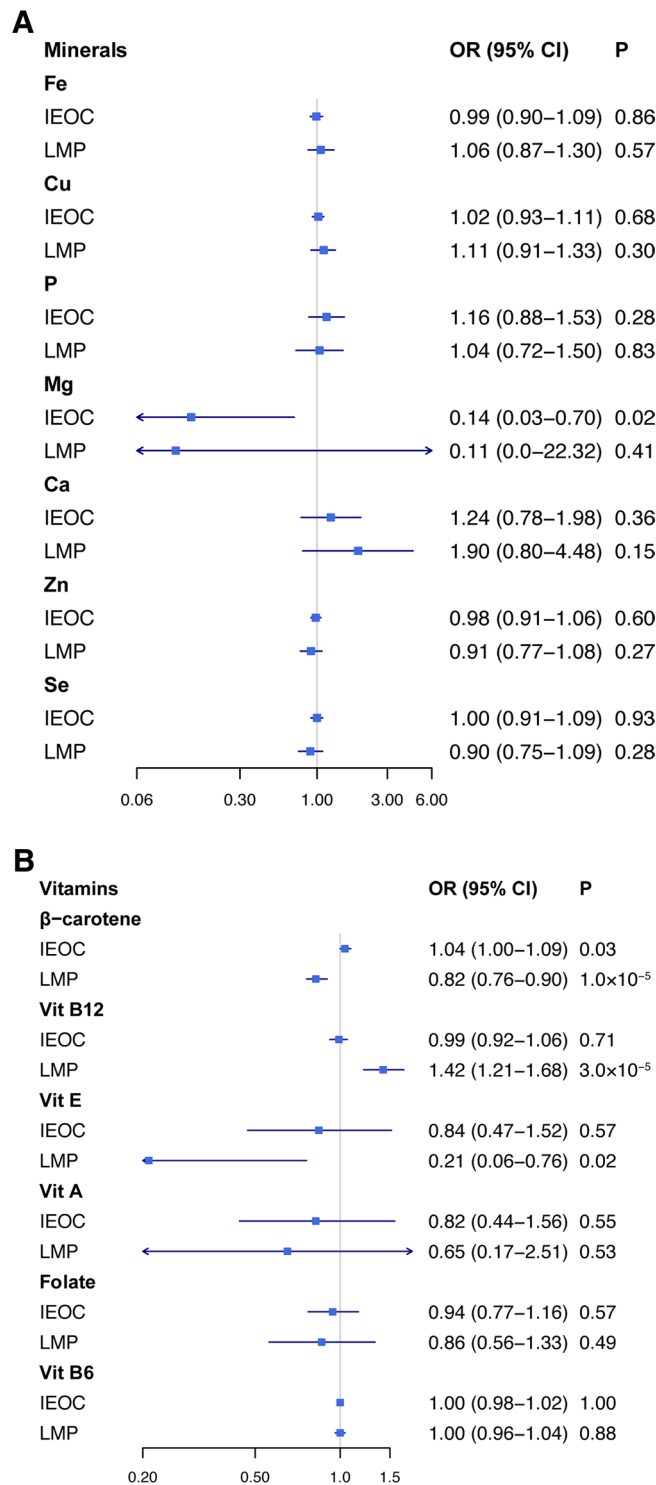 A
Minerals OR (95% CI) P
Fe
IEOC 0.99 (0.90–1.09) 0.86
LMP 1.06 (0.87–1.30) 0.57
Cu
IEOC 1.02 (0.93–1.11) 0.68
LMP 1.11 (0.91–1.33) 0.30
P
IEOC 1.16 (0.88–1.53) 0.28
LMP 1.04 (0.72–1.50) 0.83
Mg
IEOC 0.14 (0.03–0.70) 0.02
LMP 0.11 (0.0–22.32) 0.41
Ca
IEOC 1.24 (0.78–1.98) 0.36
LMP 1.90 (0.80–4.48) 0.15
Zn
IEOC 0.98 (0.91–1.06) 0.60
LMP 0.91 (0.77–1.08) 0.27
Se
IEOC 1.00 (0.91–1.09) 0.93
LMP 0.90 (0.75–1.09) 0.28
0.06 0.30 1.00 3.00 6.00
B
Vitamins OR (95% CI) P
β−carotene
IEOC 1.04 (1.00–1.09) 0.03
LMP 0.82 (0.76–0.90) 1.0×10⁻⁵
Vit B12
IEOC 0.99 (0.92–1.06) 0.71
LMP 1.42 (1.21–1.68) 3.0×10⁻⁵
Vit E
IEOC 0.84 (0.47–1.52) 0.57
LMP 0.21 (0.06–0.76) 0.02
Vit A
IEOC 0.82 (0.44–1.56) 0.55
LMP 0.65 (0.17–2.51) 0.53
Folate
IEOC 0.94 (0.77–1.16) 0.57
LMP 0.86 (0.56–1.33) 0.49
Vit B6
IEOC 1.00 (0.98–1.02) 1.00
LMP 1.00 (0.96–1.04) 0.88
0.20 0.50 1.0 1.5